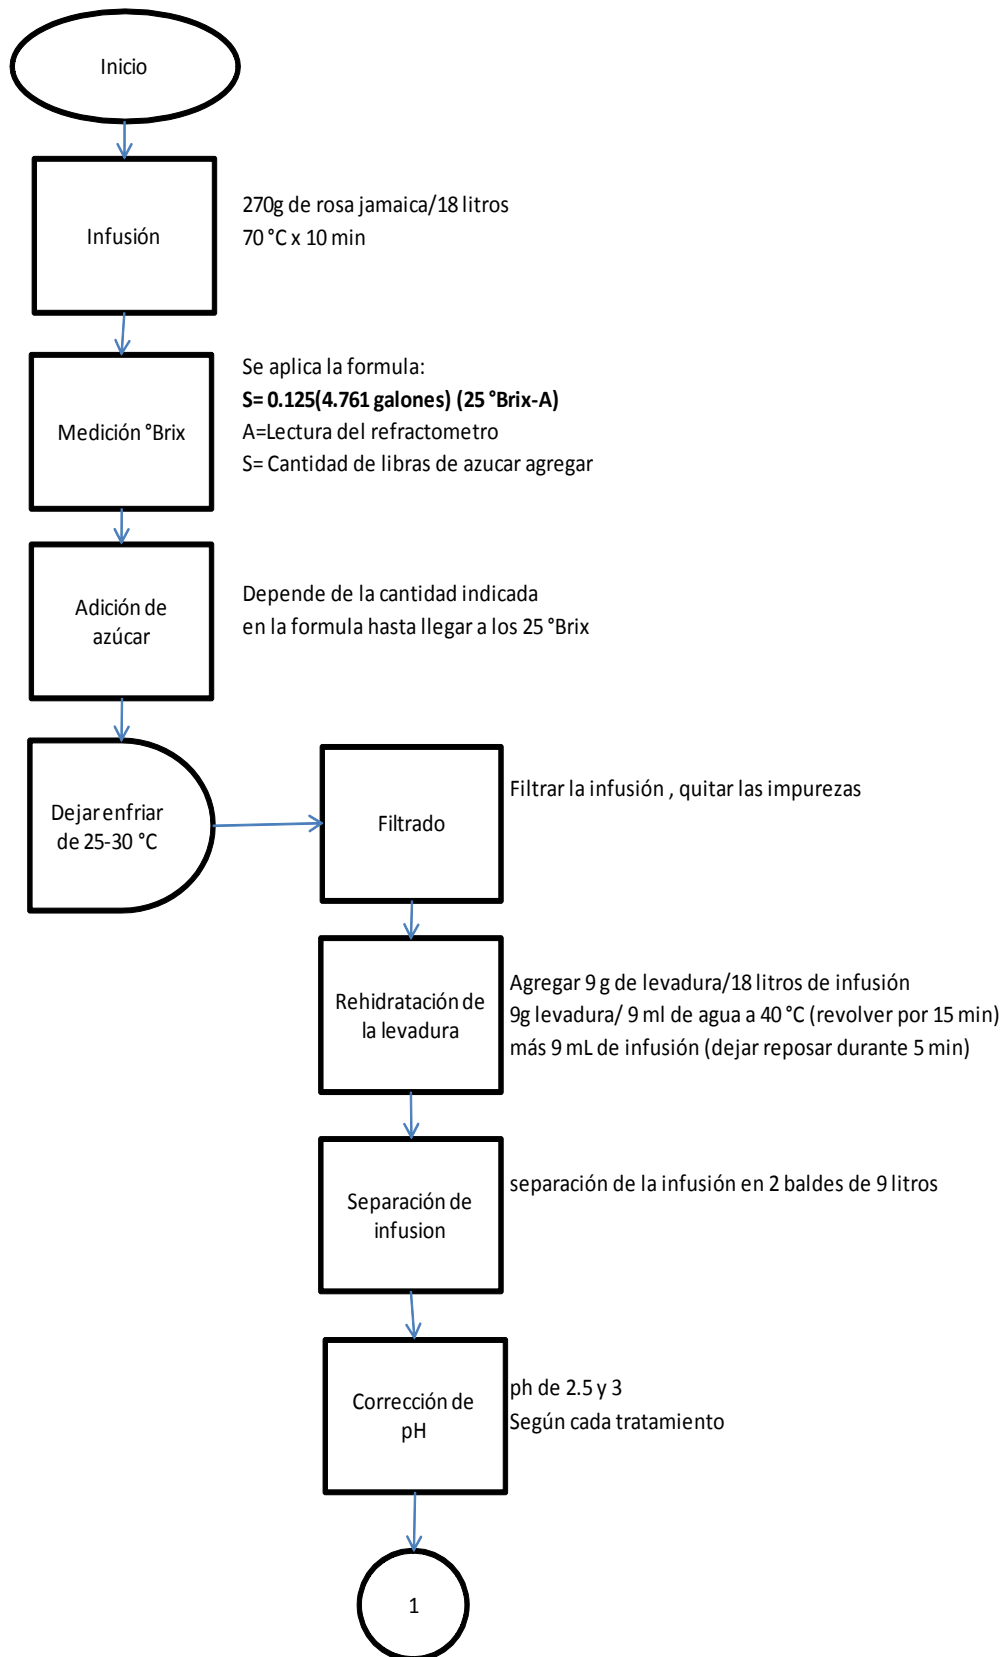 Inicio
Infusión
270g de rosa jamaica/18 litros
70 °C x 10 min
Medición °Brix
Se aplica la formula:
S= 0.125(4.761 galones) (25 °Brix-A)
A=Lectura del refractometro
S= Cantidad de libras de azucar agregar
Adición de
azúcar
Depende de la cantidad indicada
en la formula hasta llegar a los 25 °Brix
Dejar enfriar
de 25-30 °C
Filtrado
Filtrar la infusión , quitar las impurezas
Rehidratación de
la levadura
Agregar 9 g de levadura/18 litros de infusión
9g levadura/ 9 ml de agua a 40 °C (revolver por 15 min)
más 9 mL de infusión (dejar reposar durante 5 min)
Separación de
infusion
separación de la infusión en 2 baldes de 9 litros
Corrección de
pH
ph de 2.5 y 3
Según cada tratamiento
1